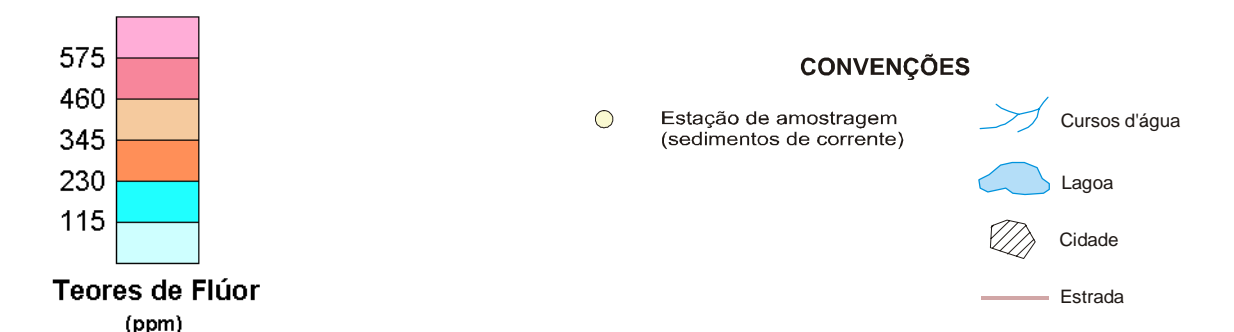 575
460
345
230
115
Teores de Flúor
(ppm)
CONVENÇÕES
Estação de amostragem
(sedimentos de corrente)
Cursos d'água
Lagoa
Cidade
Estrada